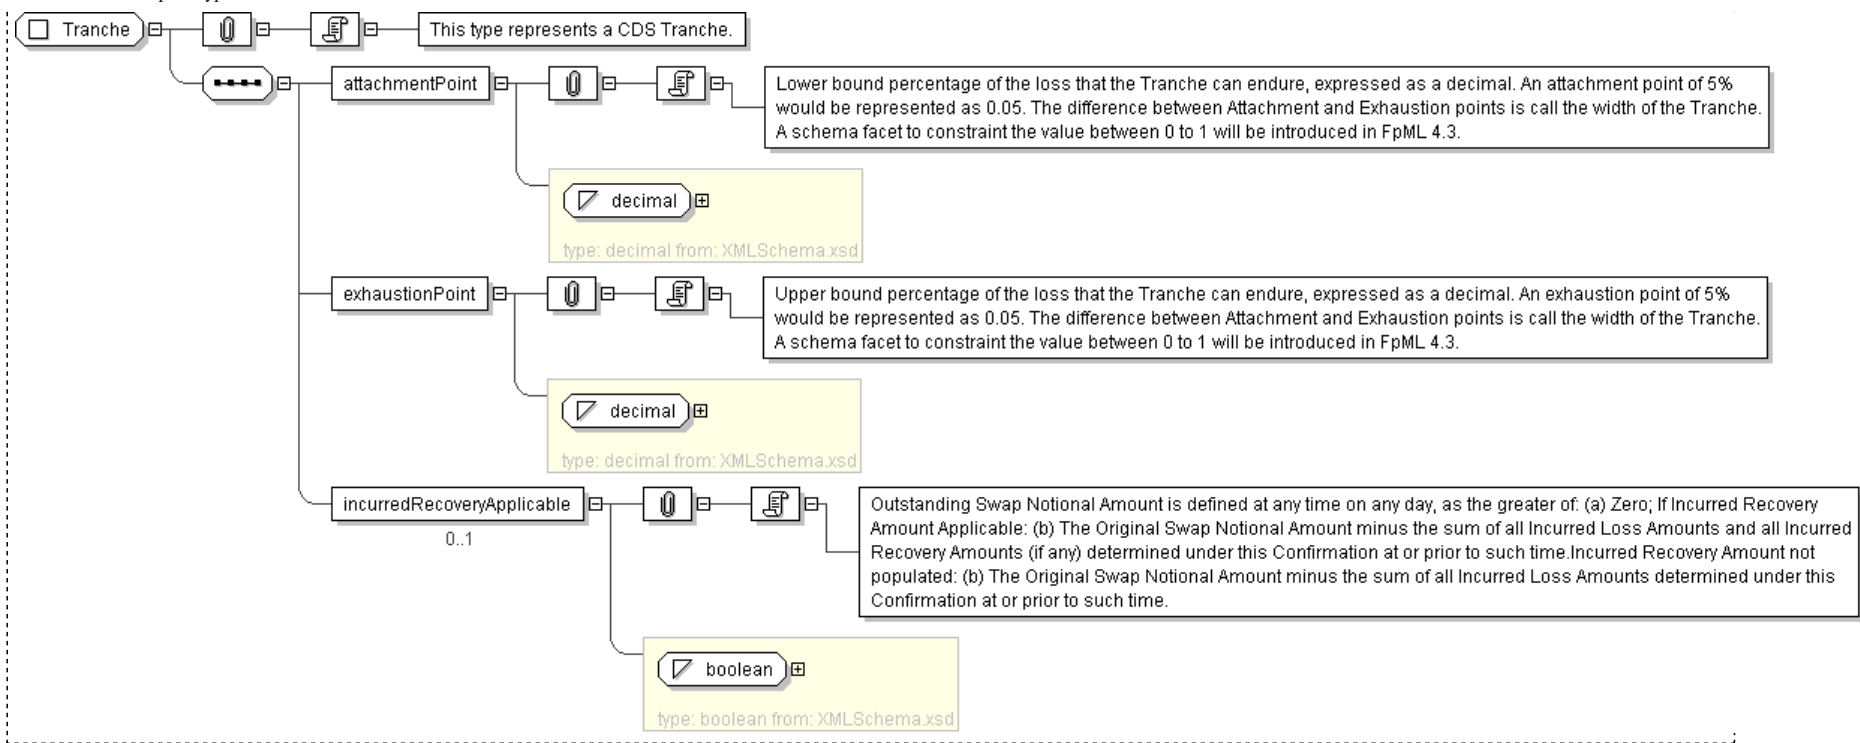 Tranche
This type represents a CDS Tranche.
attachmentPoint
Lower bound percentage of the loss that the Tranche can endure, expressed as a decimal. An attachment point of 5%
would be represented as 0.05. The difference between Attachment and Exhaustion points is call the width of the Tranche.
A schema facet to constraint the value between 0 to 1 will be introduced in FpML 4.3.
decimal
type: decimal from: XMLSchema.xsd
exhaustionPoint
Upper bound percentage of the loss that the Tranche can endure, expressed as a decimal. An exhaustion point of 5%
would be represented as 0.05. The difference between Attachment and Exhaustion points is call the width of the Tranche.
A schema facet to constraint the value between 0 to 1 will be introduced in FpML 4.3.
decimal
type: decimal from: XMLSchema.xsd
incurredRecoveryApplicable
0..1
Outstanding Swap Notional Amount is defined at any time on any day, as the greater of: (a) Zero; If Incurred Recovery
Amount Applicable: (b) The Original Swap Notional Amount minus the sum of all Incurred Loss Amounts and all Incurred
Recovery Amounts (if any) determined under this Confirmation at or prior to such time.Incurred Recovery Amount not
populated: (b) The Original Swap Notional Amount minus the sum of all Incurred Loss Amounts determined under this
Confirmation at or prior to such time.
boolean
type: boolean from: XMLSchema.xsd